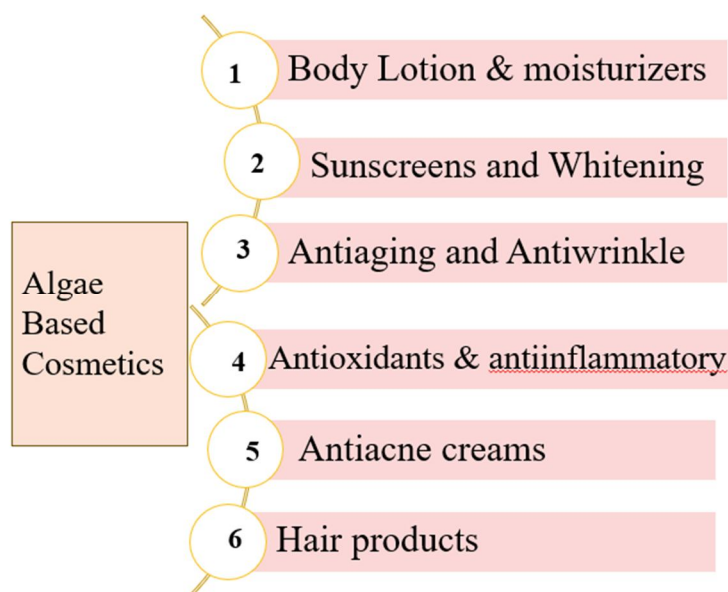 1
Body Lotion & moisturizers
2
Sunscreens and Whitening
3
Antiaging and Antiwrinkle
Algae
Based
Cosmetics
4
Antioxidants & antiinflammatory
5
Antiacne creams
6
Hair products